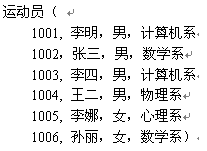 运动员（
1001, 李明，男，计算机系
1002，张三，男，数学系
1003, 李四，男，计算机系
1004, 王二，男，物理系
1005, 李娜，女，心理系
1006, 孙丽，女，数学系）